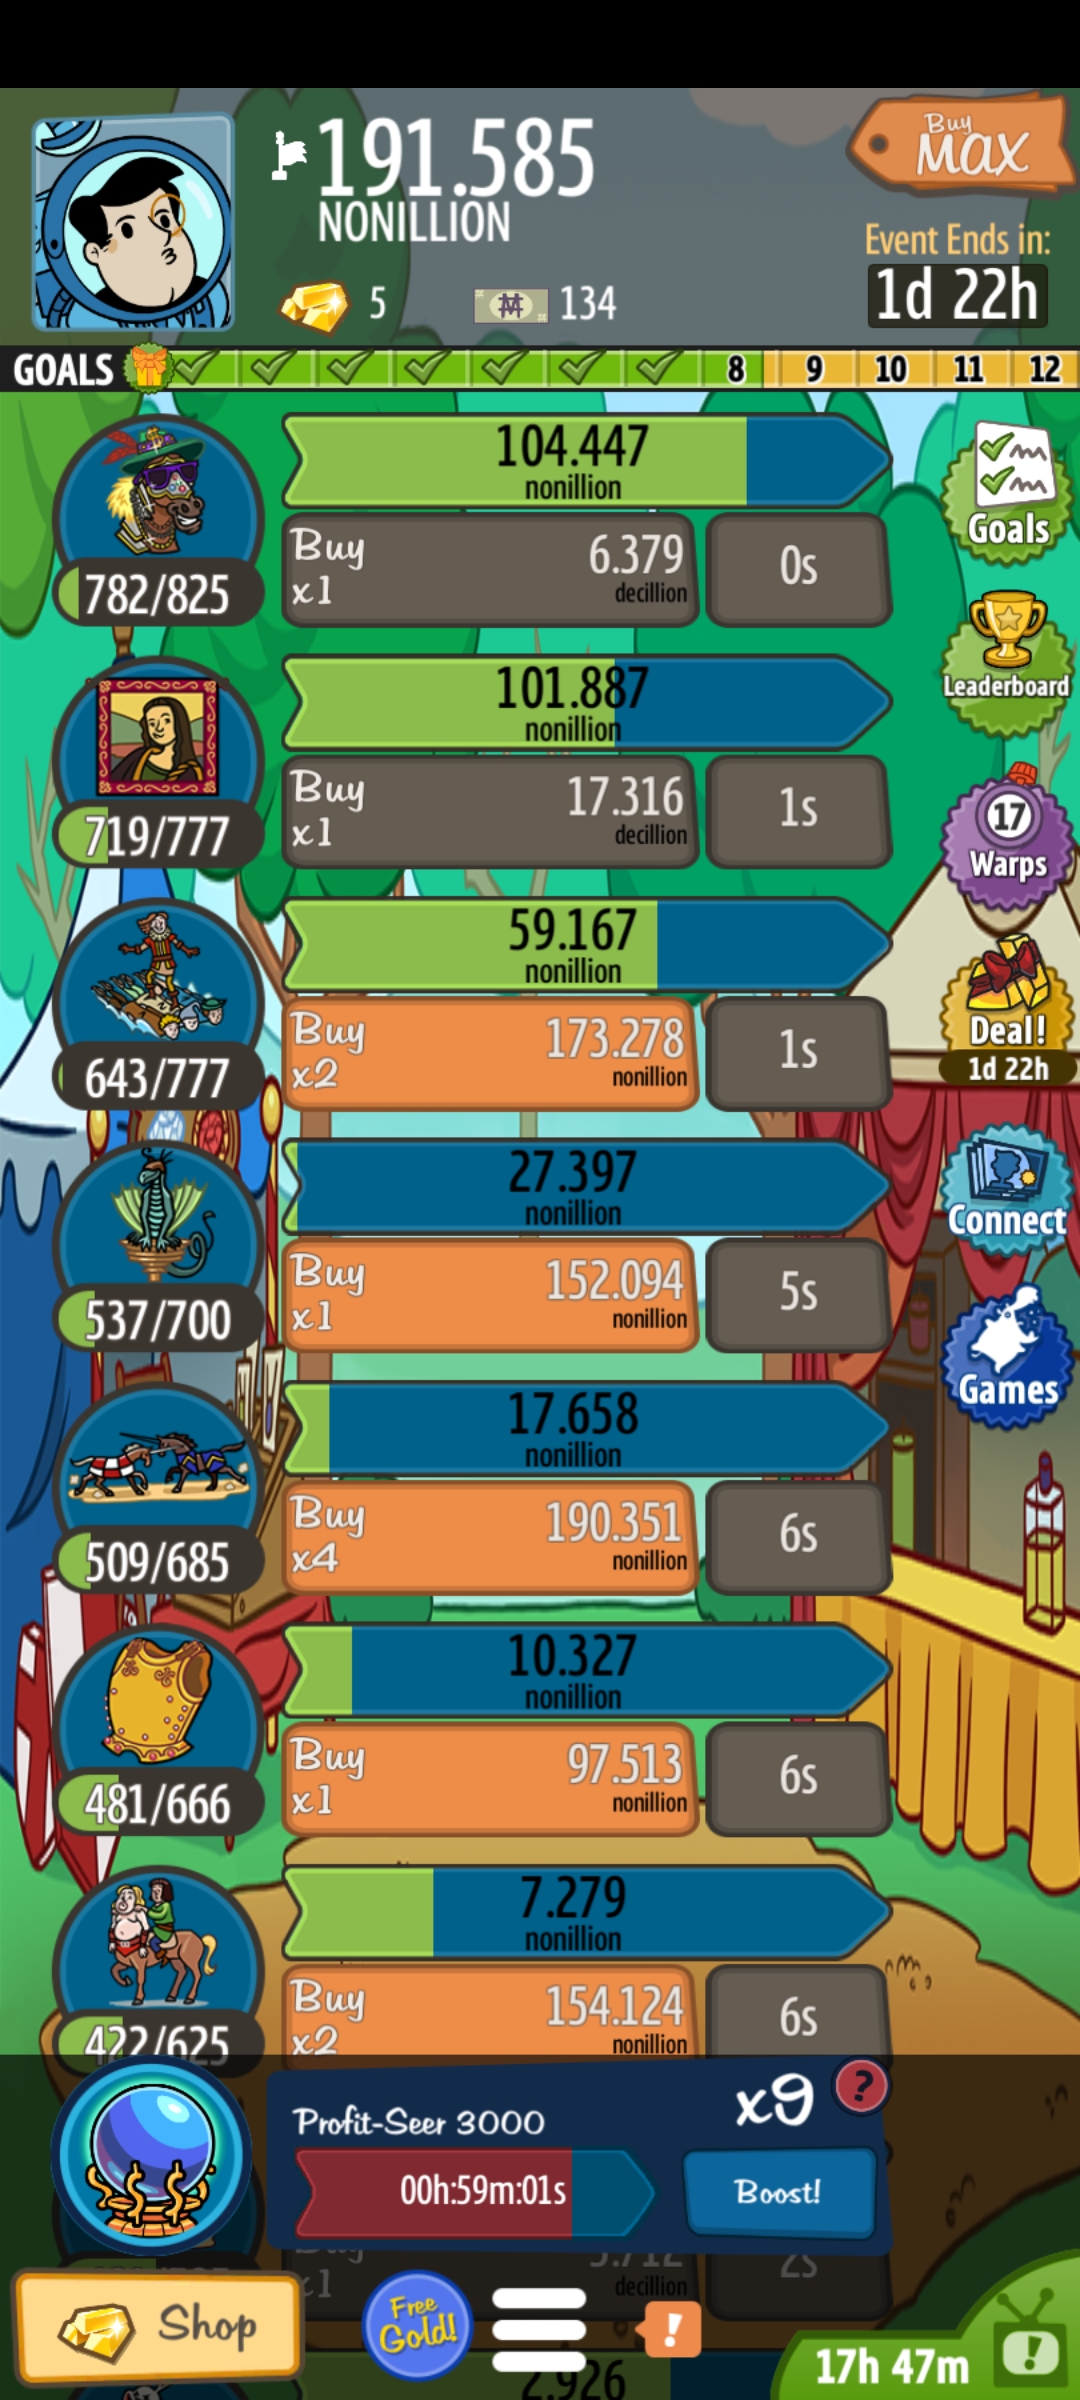 191.585
NONILLION
Buy
MAX
5
134
Event Ends in:
1d 22h
GOALS
8
9
10
11
12
104.447
nonillion
782/825
Buy
x1
6.379
decillion
0s
Goals
Leaderboard
101.887
nonillion
719/777
Buy
x1
17.316
decillion
1s
17
Warps
59.167
nonillion
643/777
Buy
x2
173.278
nonillion
1s
Deal!
1d 22h
27.397
nonillion
537/700
Buy
x1
152.094
nonillion
5s
Connect
17.658
nonillion
509/685
Buy
x4
190.351
nonillion
6s
Games
10.327
nonillion
481/666
Buy
x1
97.513
nonillion
6s
7.279
nonillion
422/625
Buy
x2
154.124
nonillion
6s
Profit-Seer 3000
x9
?
00h:59m:01s
Boost!
x1
decillion
2s
Shop
Free
Gold!
!
2.926
17h 47m
!